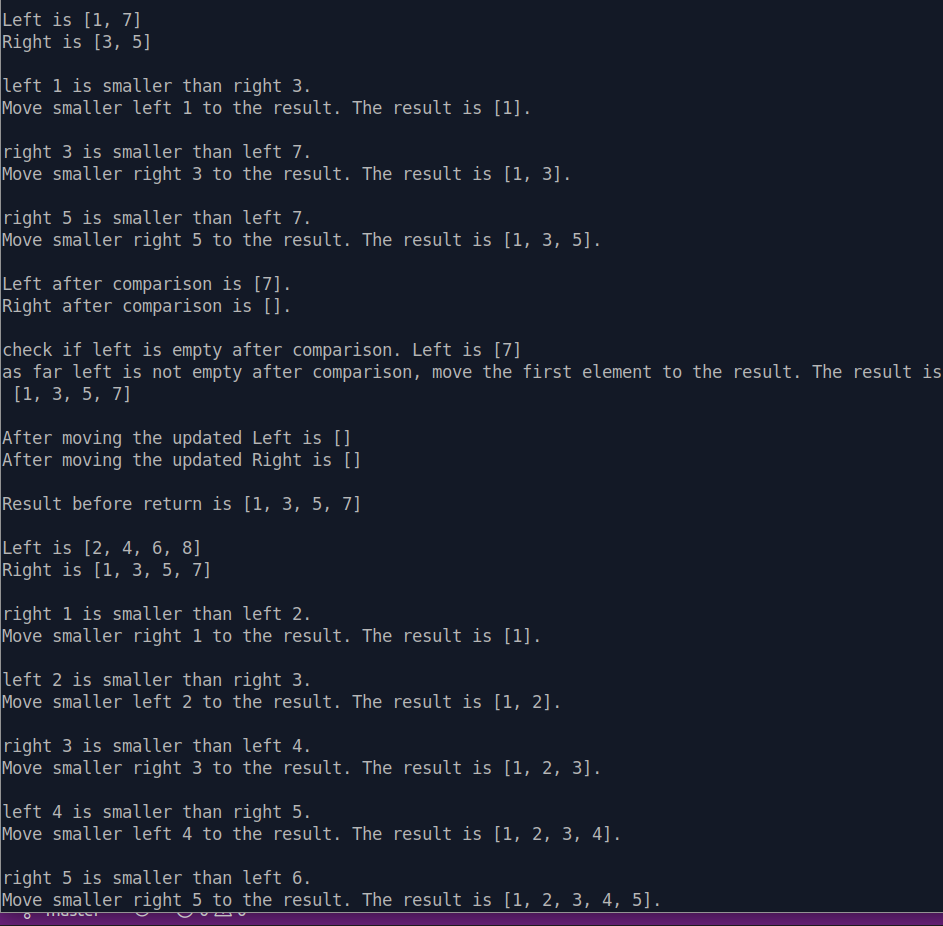 Left is [1, 7]
Right is [3, 5]
left 1 is smaller than right 3.
Move smaller left 1 to the result. The result is [1].
right 3 is smaller than left 7.
Move smaller right 3 to the result. The result is [1, 3].
right 5 is smaller than left 7.
Move smaller right 5 to the result. The result is [1, 3, 5].
Left after comparison is [7].
Right after comparison is [].
check if left is empty after comparison. Left is [7]
as far left is not empty after comparison, move the first element to the result. The result is
[1, 3, 5, 7]
After moving the updated Left is []
After moving the updated Right is []
Result before return is [1, 3, 5, 7]
Left is [2, 4, 6, 8]
Right is [1, 3, 5, 7]
right 1 is smaller than left 2.
Move smaller right 1 to the result. The result is [1].
left 2 is smaller than right 3.
Move smaller left 2 to the result. The result is [1, 2].
right 3 is smaller than left 4.
Move smaller right 3 to the result. The result is [1, 2, 3].
left 4 is smaller than right 5.
Move smaller left 4 to the result. The result is [1, 2, 3, 4].
right 5 is smaller than left 6.
Move smaller right 5 to the result. The result is [1, 2, 3, 4, 5].